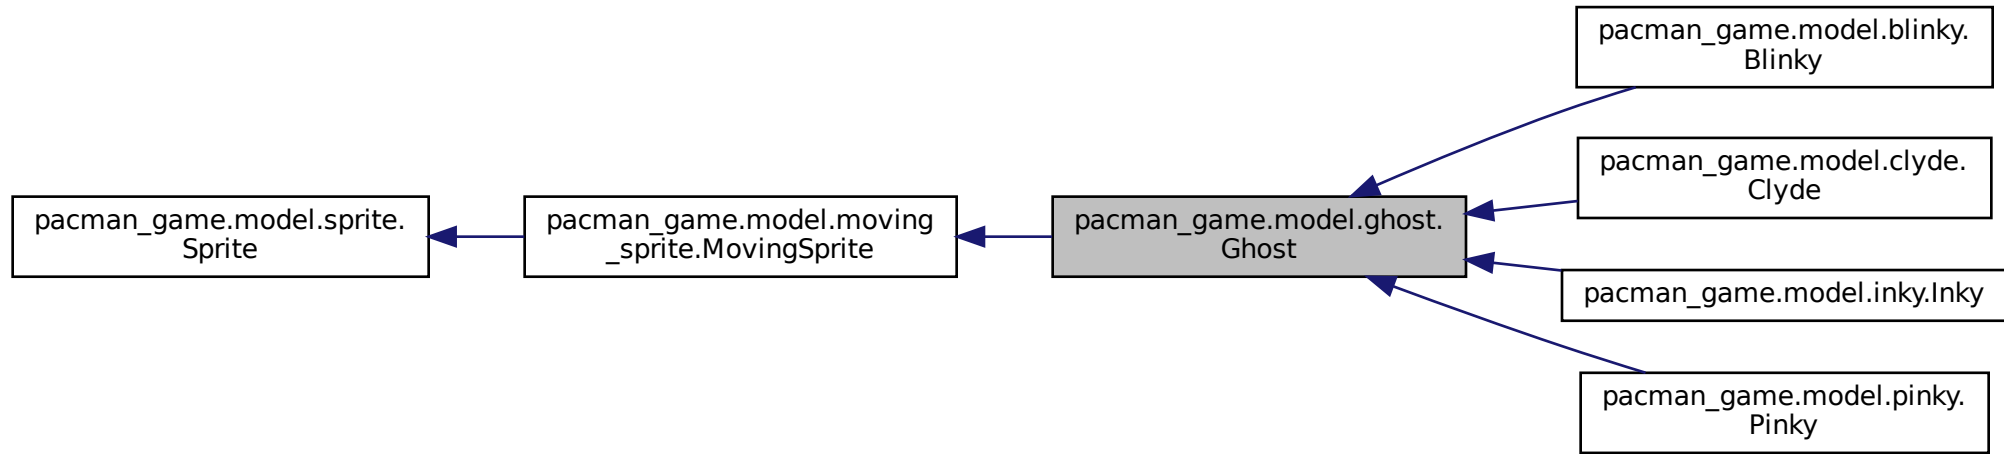 pacman_game.model.sprite.
Sprite
pacman_game.model.moving
_sprite.MovingSprite
pacman_game.model.ghost.
Ghost
pacman_game.model.blinky.
Blinky
pacman_game.model.clyde.
Clyde
pacman_game.model.inky.Inky
pacman_game.model.pinky.
Pinky